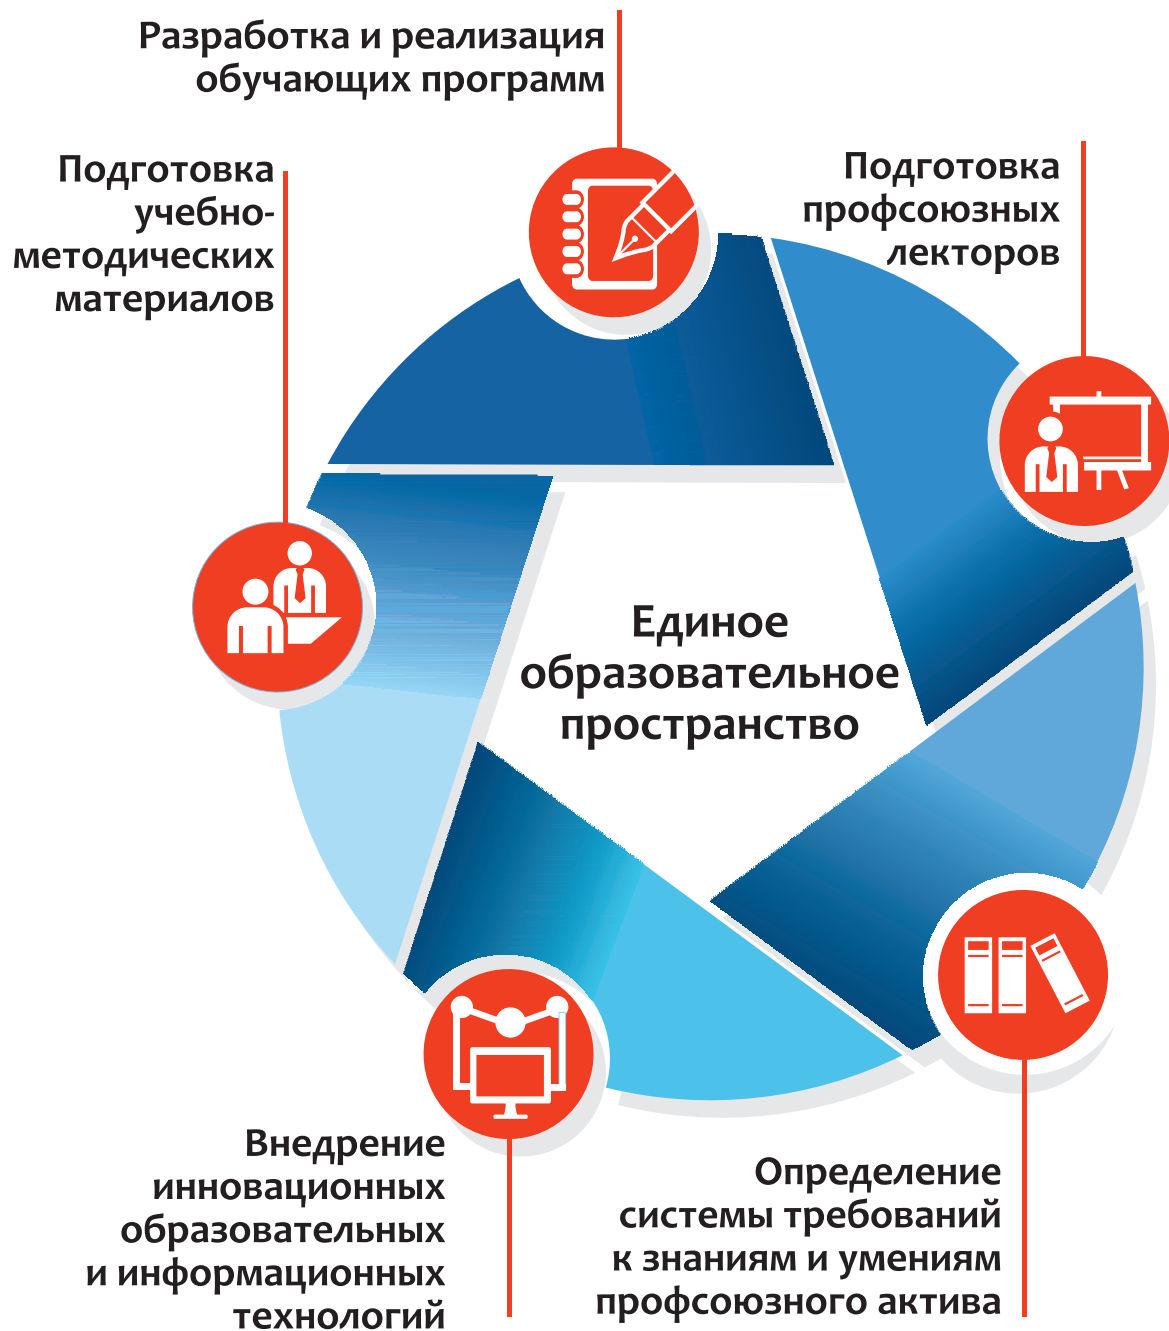 Разработка и реализация
обучающих программ
Подготовка
учебно-
методических
материалов
Подготовка
профсоюзных
лекторов
Единое
образовательное
пространство
Внедрение
инновационных
образовательных
и информационных
технологий
Определение
системы требований
к знаниям и умениям
профсоюзного актива